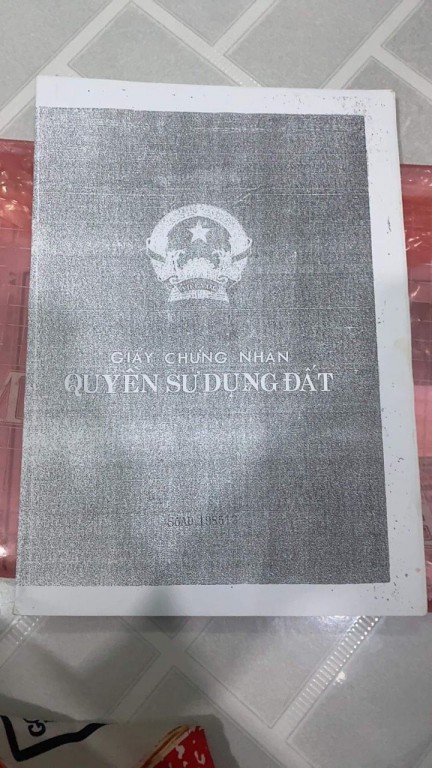 GIẤY CHỨNG NHẬN
QUYỀN SỬ DỤNG ĐẤT